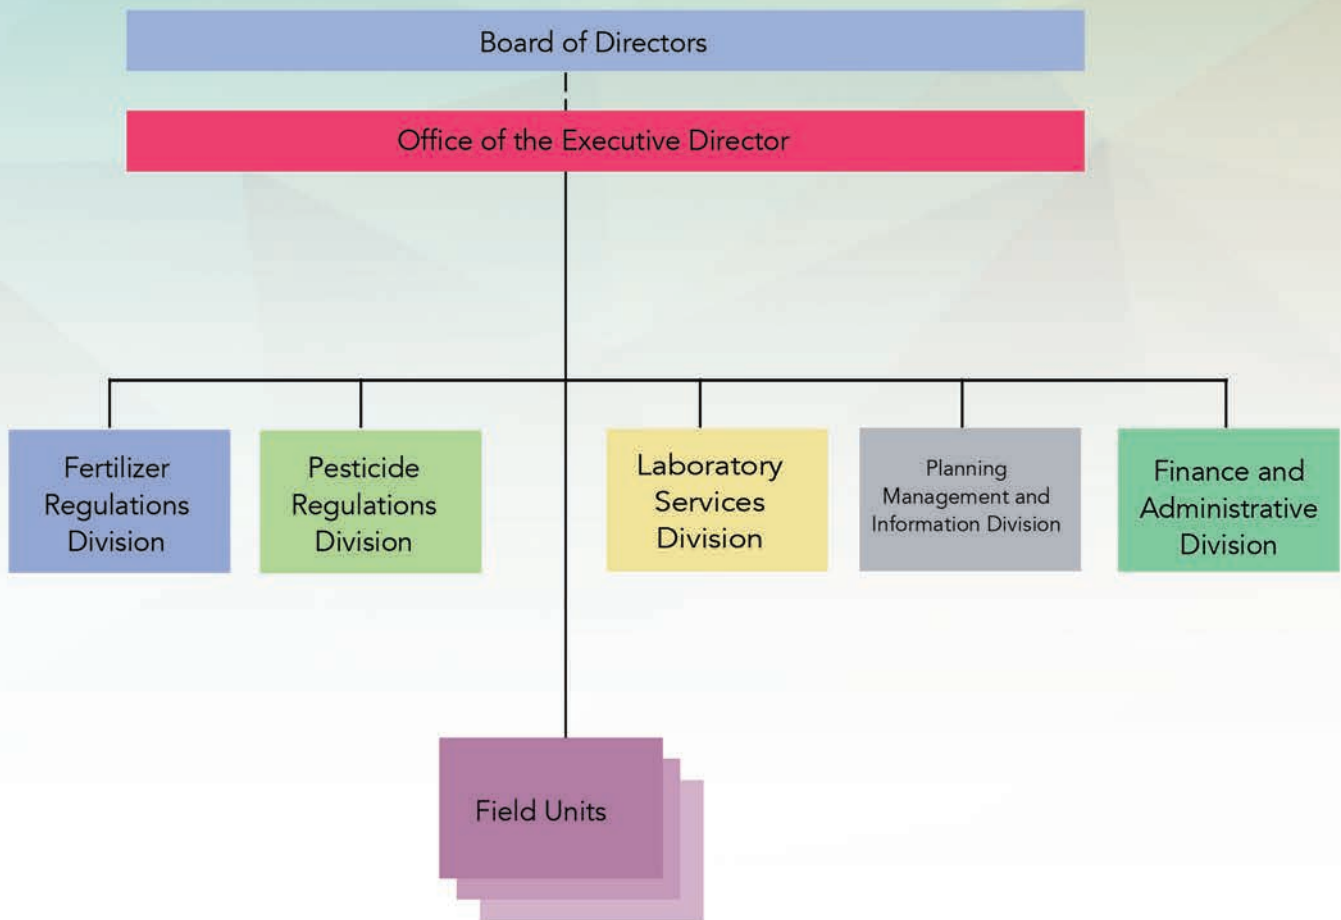 Board of Directors
Office of the Executive Director
Fertilizer
Regulations
Division
Pesticide
Regulations
Division
Laboratory
Services
Division
Planning
Management and
Information Division
Finance and
Administrative
Division
Field Units